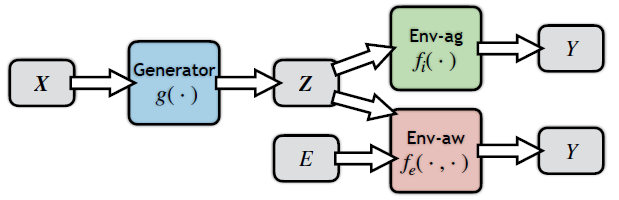 X
Generator
g( · )
Z
Env-ag
f_i( · )
Y
E
Env-aw
f_e( · , · )
Y